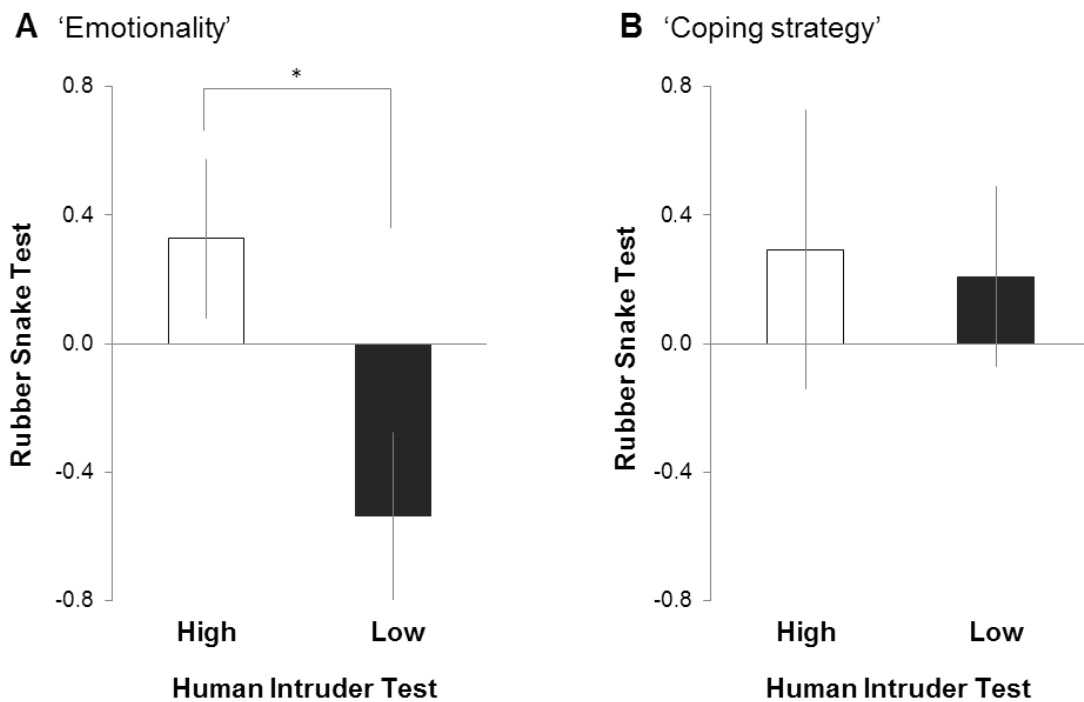 A 'Emotionality'
*
0.8
0.4
0.0
-0.4
-0.8
Rubber Snake Test
High Low
Human Intruder Test
B 'Coping strategy'
0.8
0.4
0.0
-0.4
-0.8
Rubber Snake Test
High Low
Human Intruder Test